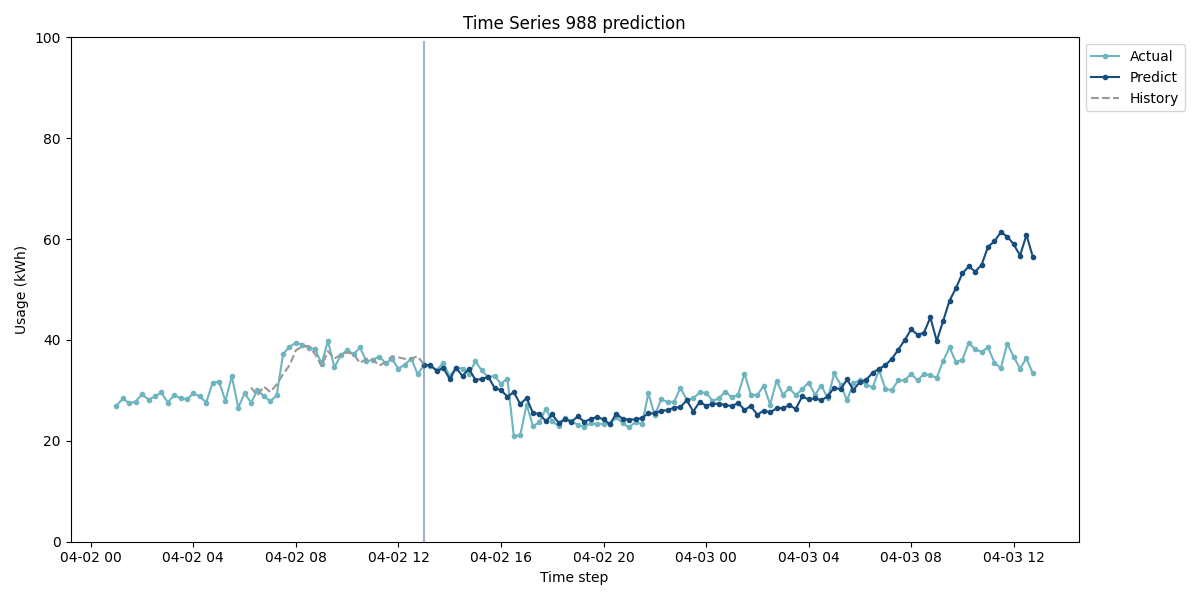 Time Series 988 prediction
Usage (kWh)
100
80
60
40
20
0
04-02 00
04-02 04
04-02 08
04-02 12
04-02 16
04-02 20
04-03 00
04-03 04
04-03 08
04-03 12
Time step
Actual
Predict
History